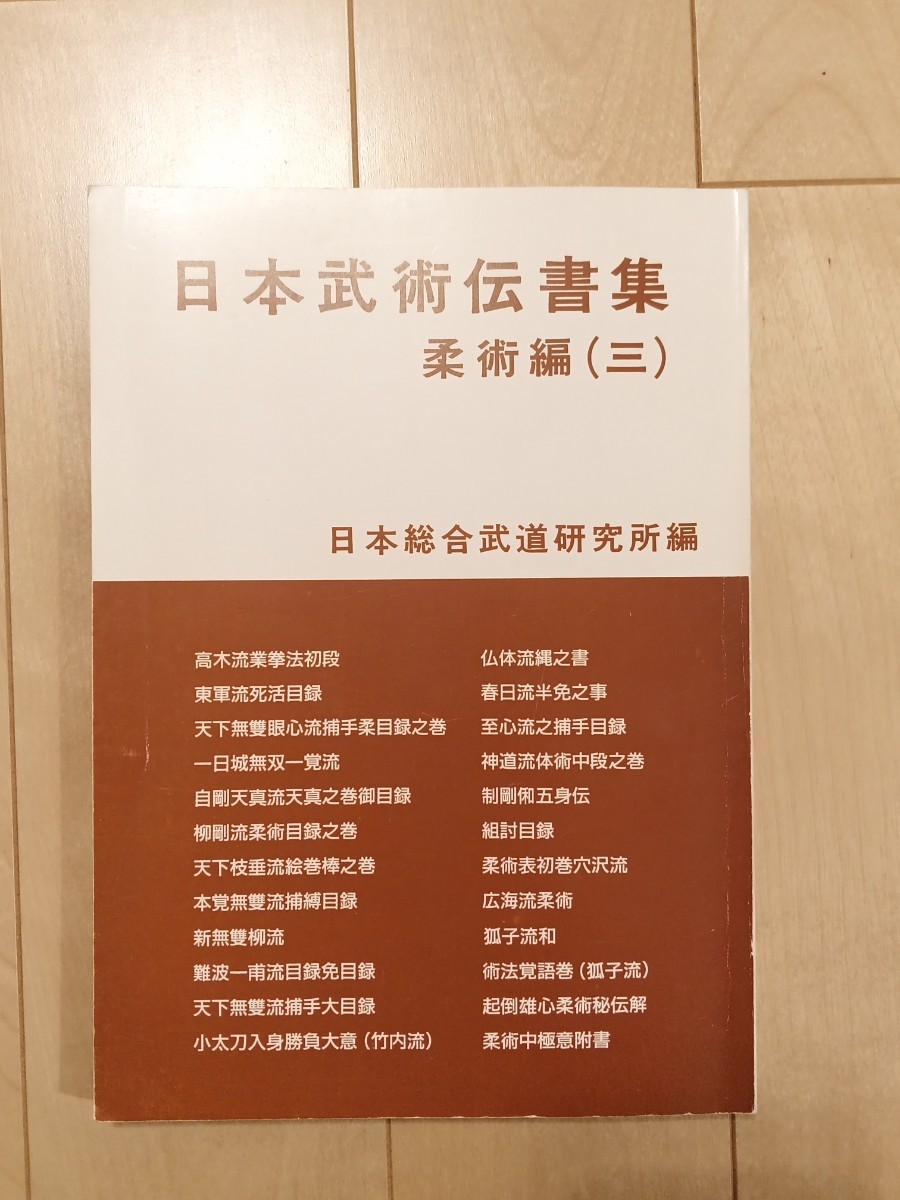 日本武術伝書集
柔術編(三)
日本総合武道研究所編
高木流業拳法初段
東軍流死活目録
天下無雙眼心流捕手柔目録之巻
一日城無双一覚流
自剛天真流天真之巻御目録
柳剛流柔術目録之巻
天下枝垂流絵巻棒之巻
本覚無雙流捕縛目録
新無雙柳流
難波一甫流目録免目録
天下無雙流捕手大目録
小太刀入身勝負大意(竹内流)
仏体流縄之書
春日流半免之事
至心流之捕手目録
神道流体術中段之巻
制剛俰五身伝
組討目録
柔術表初巻穴沢流
広海流柔術
狐子流和
術法覚語巻(狐子流)
起倒雄心柔術秘伝解
柔術中極意附書